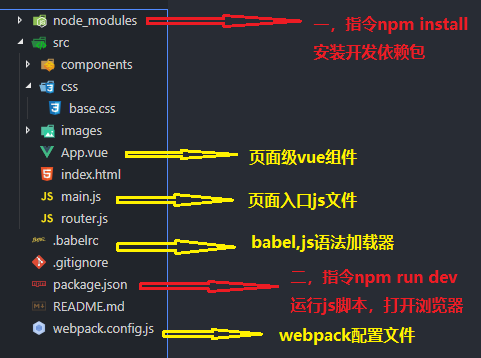 node_modules
一，指令npm install
安装开发依赖包
src
components
css
base.css
images
App.vue
页面级vue组件
index.html
JS main.js
页面入口js文件
JS router.js
.babelrc
babel,js语法加载器
.gitignore
package.json
二，指令npm run dev
运行js脚本，打开浏览器
README.md
webpack.config.js
webpack配置文件